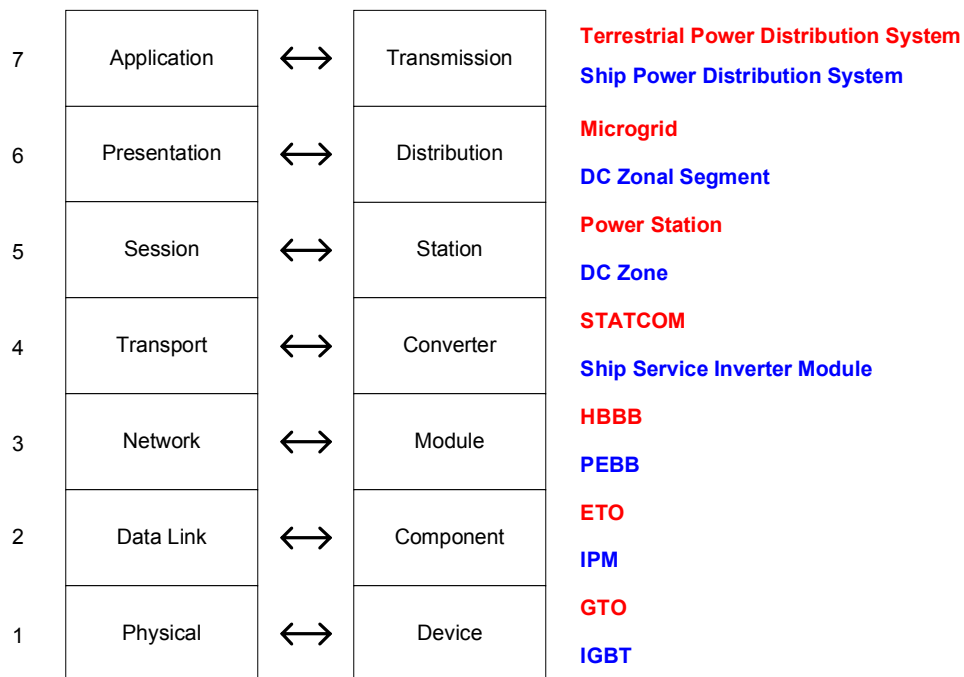 7 Application Transmission Terrestrial Power Distribution System
Ship Power Distribution System
6 Presentation Distribution Microgrid
DC Zonal Segment
5 Session Station Power Station
DC Zone
4 Transport Converter STATCOM
Ship Service Inverter Module
3 Network Module HBBB
PEBB
2 Data Link Component ETO
IPM
1 Physical Device GTO
IGBT